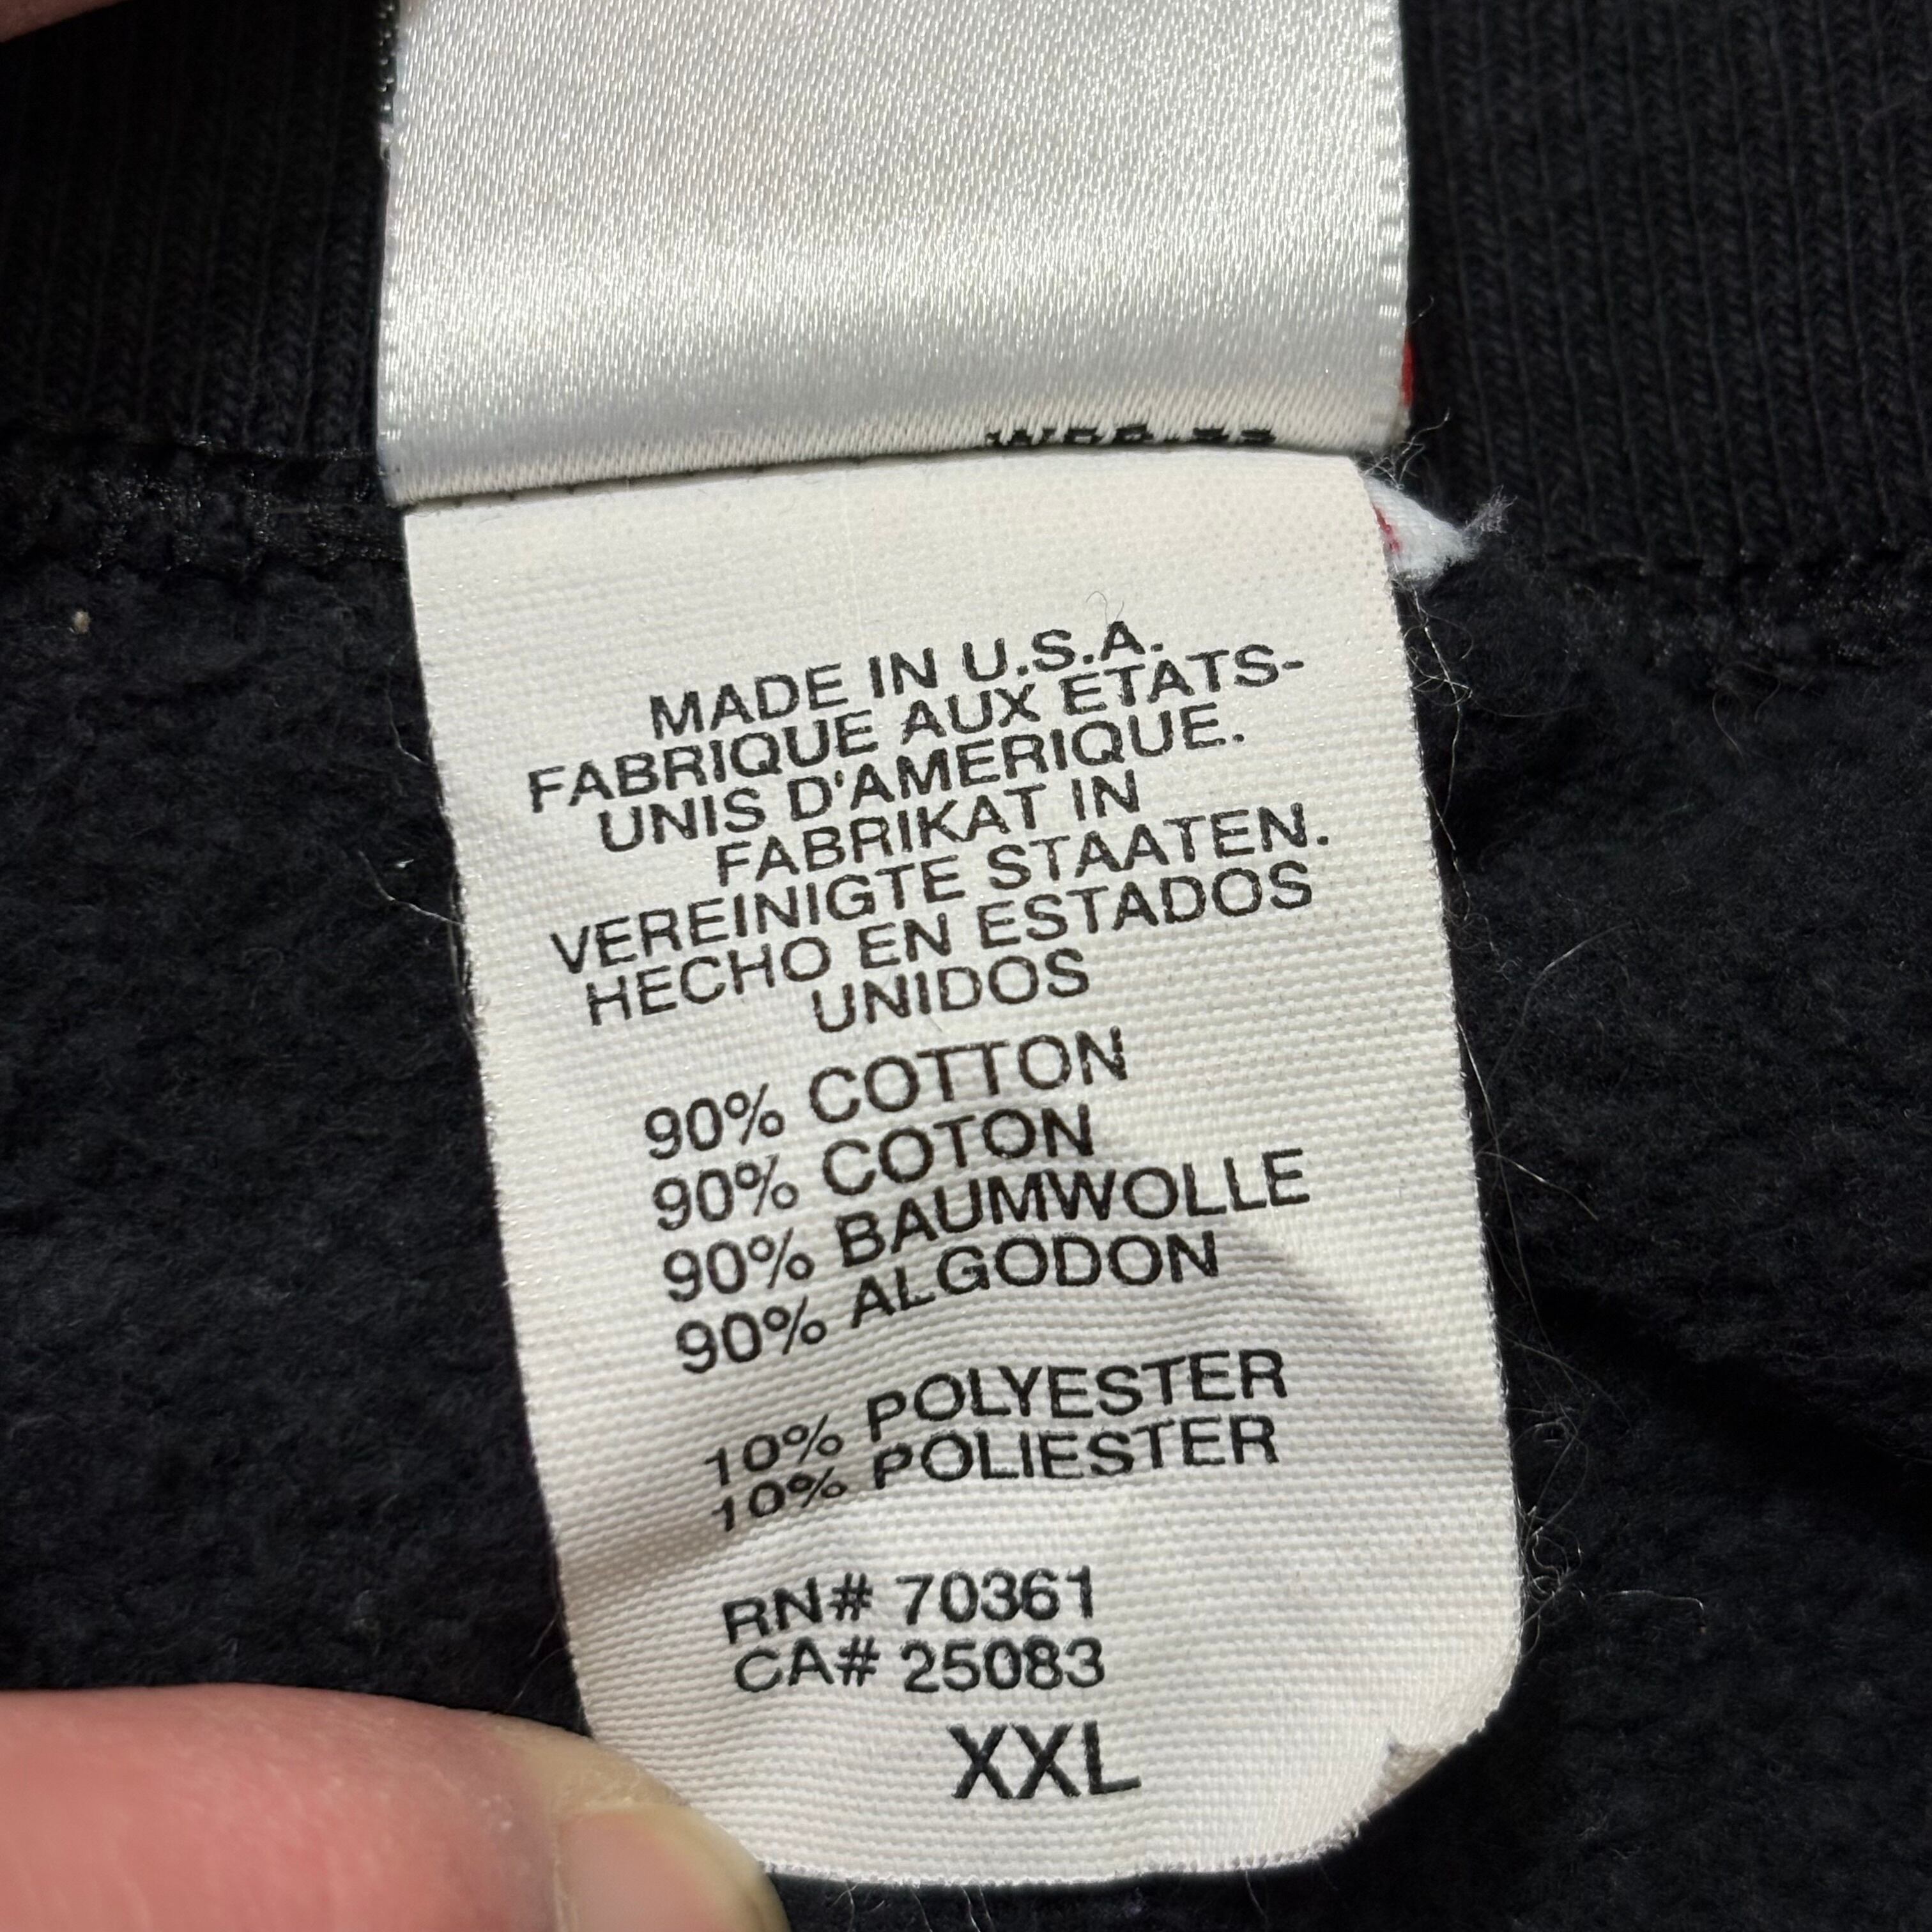 MADE IN U.S.A.
FABRIQUE AUX ETATS-
UNIS D'AMERIQUE.
FABRIKAT IN
VEREINIGTE STAATEN.
HECHO EN ESTADOS
UNIDOS
90% COTTON
90% COTON
90% BAUMWOLLE
90% ALGODON
10% POLYESTER
10% POLIESTER
RN# 70361
CA# 25083
XXL